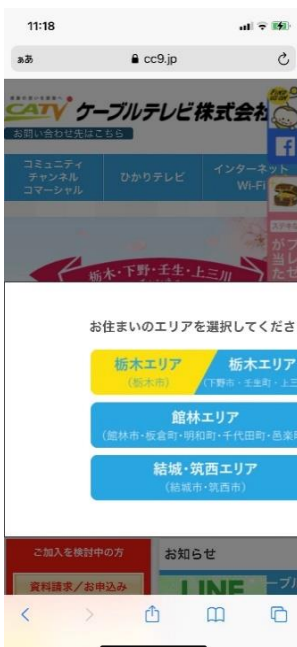 11:18
ああ
cc9.jp
CATV ケーブルテレビ株式会社
お問い合わせ先はこちら
コミュニティ
チャンネル
コマーシャル
ひかりテレビ
インターネット
Wi-Fi
栃木・下野・壬生・上三川
お住まいのエリアを選択してくださ
栃木エリア
(栃木市)
栃木エリア
(下野市・壬生町・上三
館林エリア
(館林市・板倉町・明和町・千代田町・邑楽町
結城・筑西エリア
(結城市・筑西市)
ご加入を検討中の方
お知らせ
資料請求/お申込み
LINE